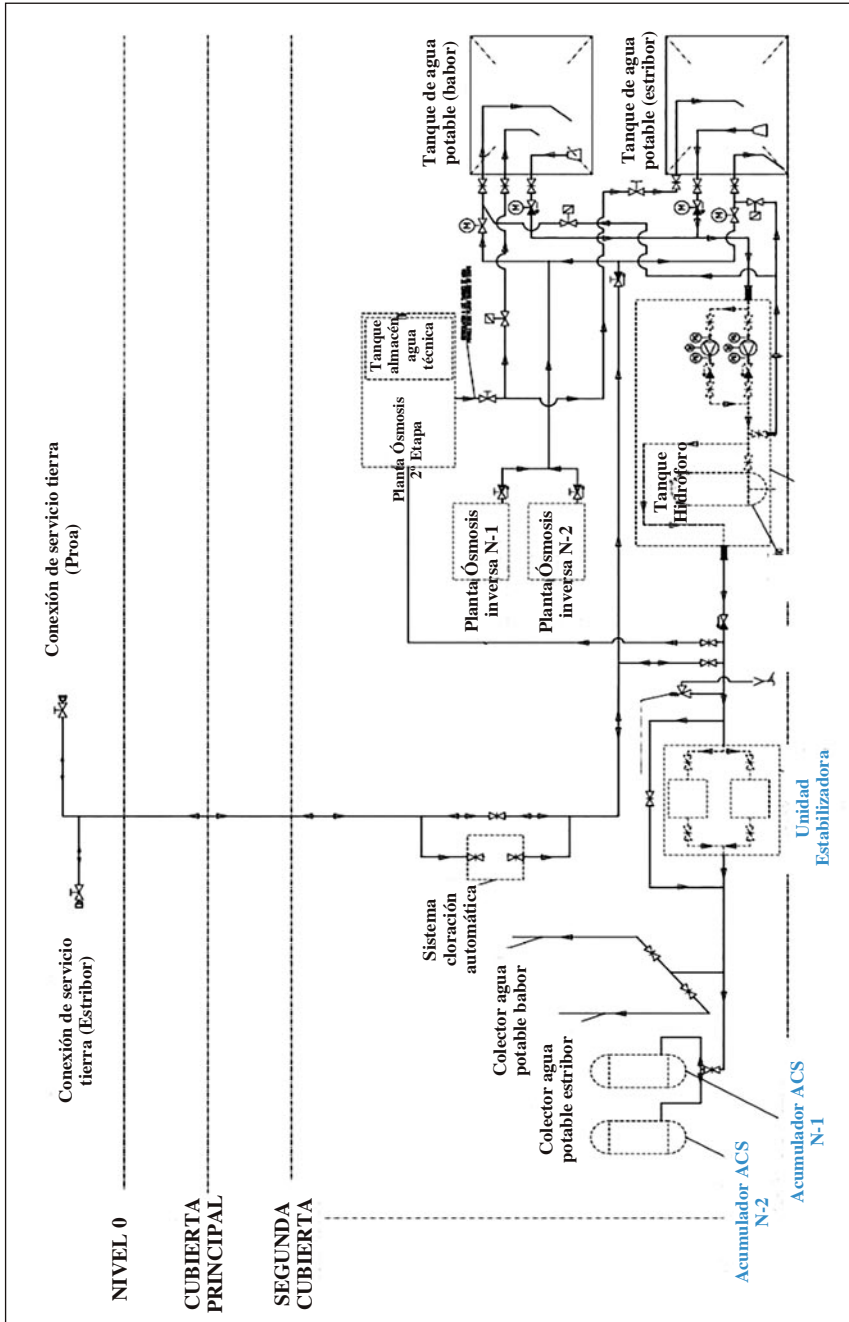 Conexión de servicio tierra
(Proa)
Conexión de servicio
tierra (Estribor)
NIVEL 0
CUBIERTA
PRINCIPAL
SEGUNDA
CUBIERTA
Tanque de agua
potable (babor)
Tanque de agua
potable (estribor)
Tanque
almacén
agua
técnica
Planta Ósmosis
2º Etapa
Planta Ósmosis
inversa N-1
Planta Ósmosis
inversa N-2
Tanque
Hidróforo
Sistema
cloración
automática
Unidad
Estabilizadora
Colector agua
potable babor
Colector agua
potable estribor
Acumulador ACS
N-1
Acumulador ACS
N-2
M
M
M
M